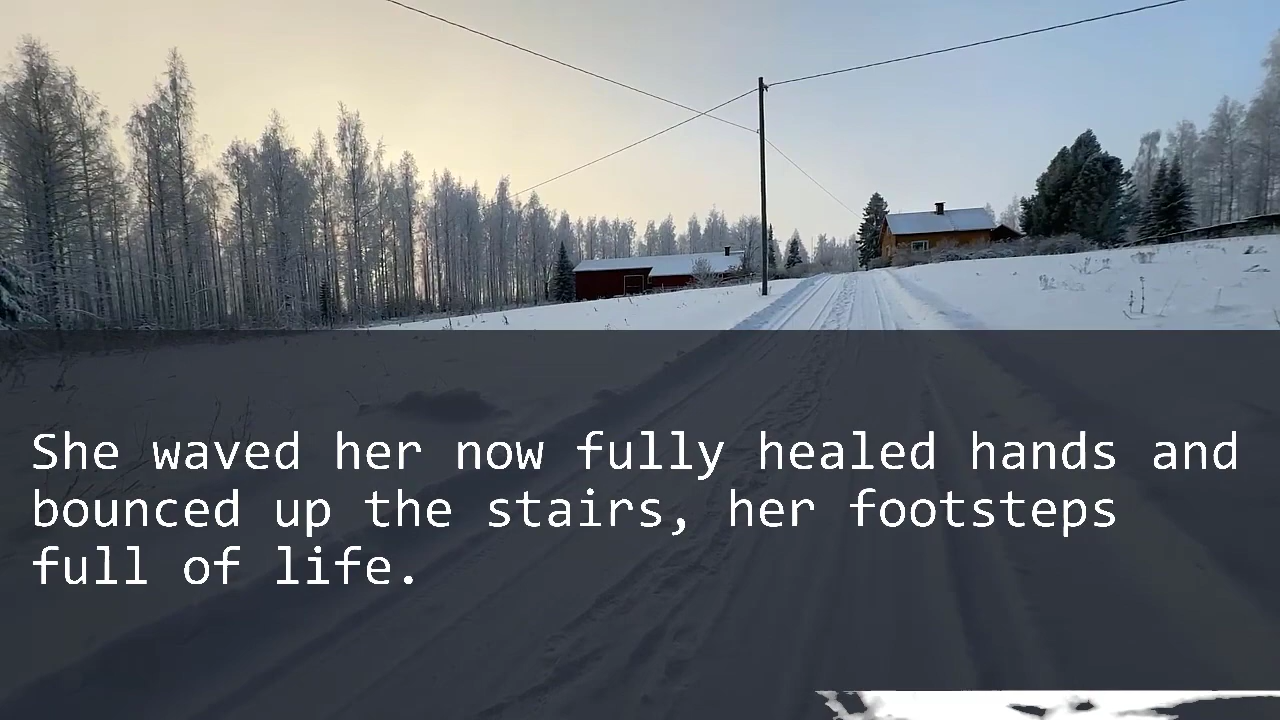 She waved her now fully healed hands and
bounced up the stairs, her footsteps
full of life.